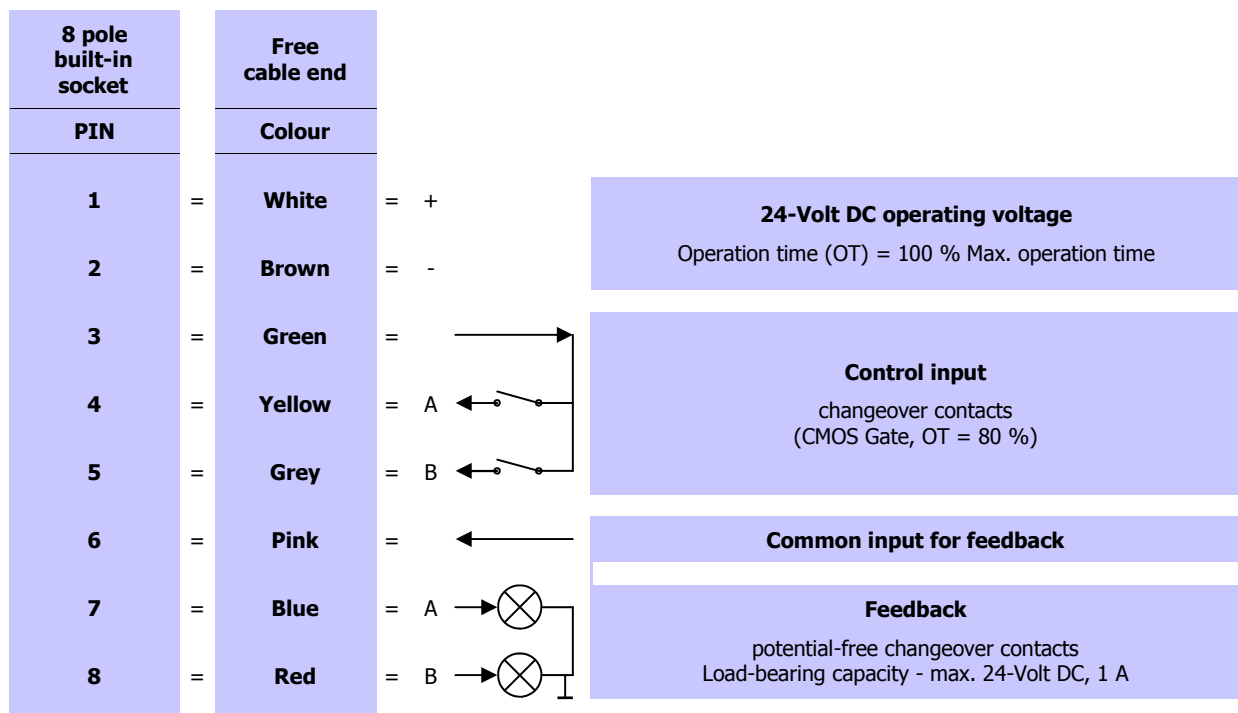 8 pole
built-in
socket
Free
cable end
PIN
Colour
1 = White = +
2 = Brown = -
24-Volt DC operating voltage
Operation time (OT) = 100 % Max. operation time
3 = Green =
4 = Yellow = A
5 = Grey = B
Control input
changeover contacts
(CMOS Gate, OT = 80 %)
6 = Pink =
Common input for feedback
7 = Blue = A
8 = Red = B
Feedback
potential-free changeover contacts
Load-bearing capacity - max. 24-Volt DC, 1 A